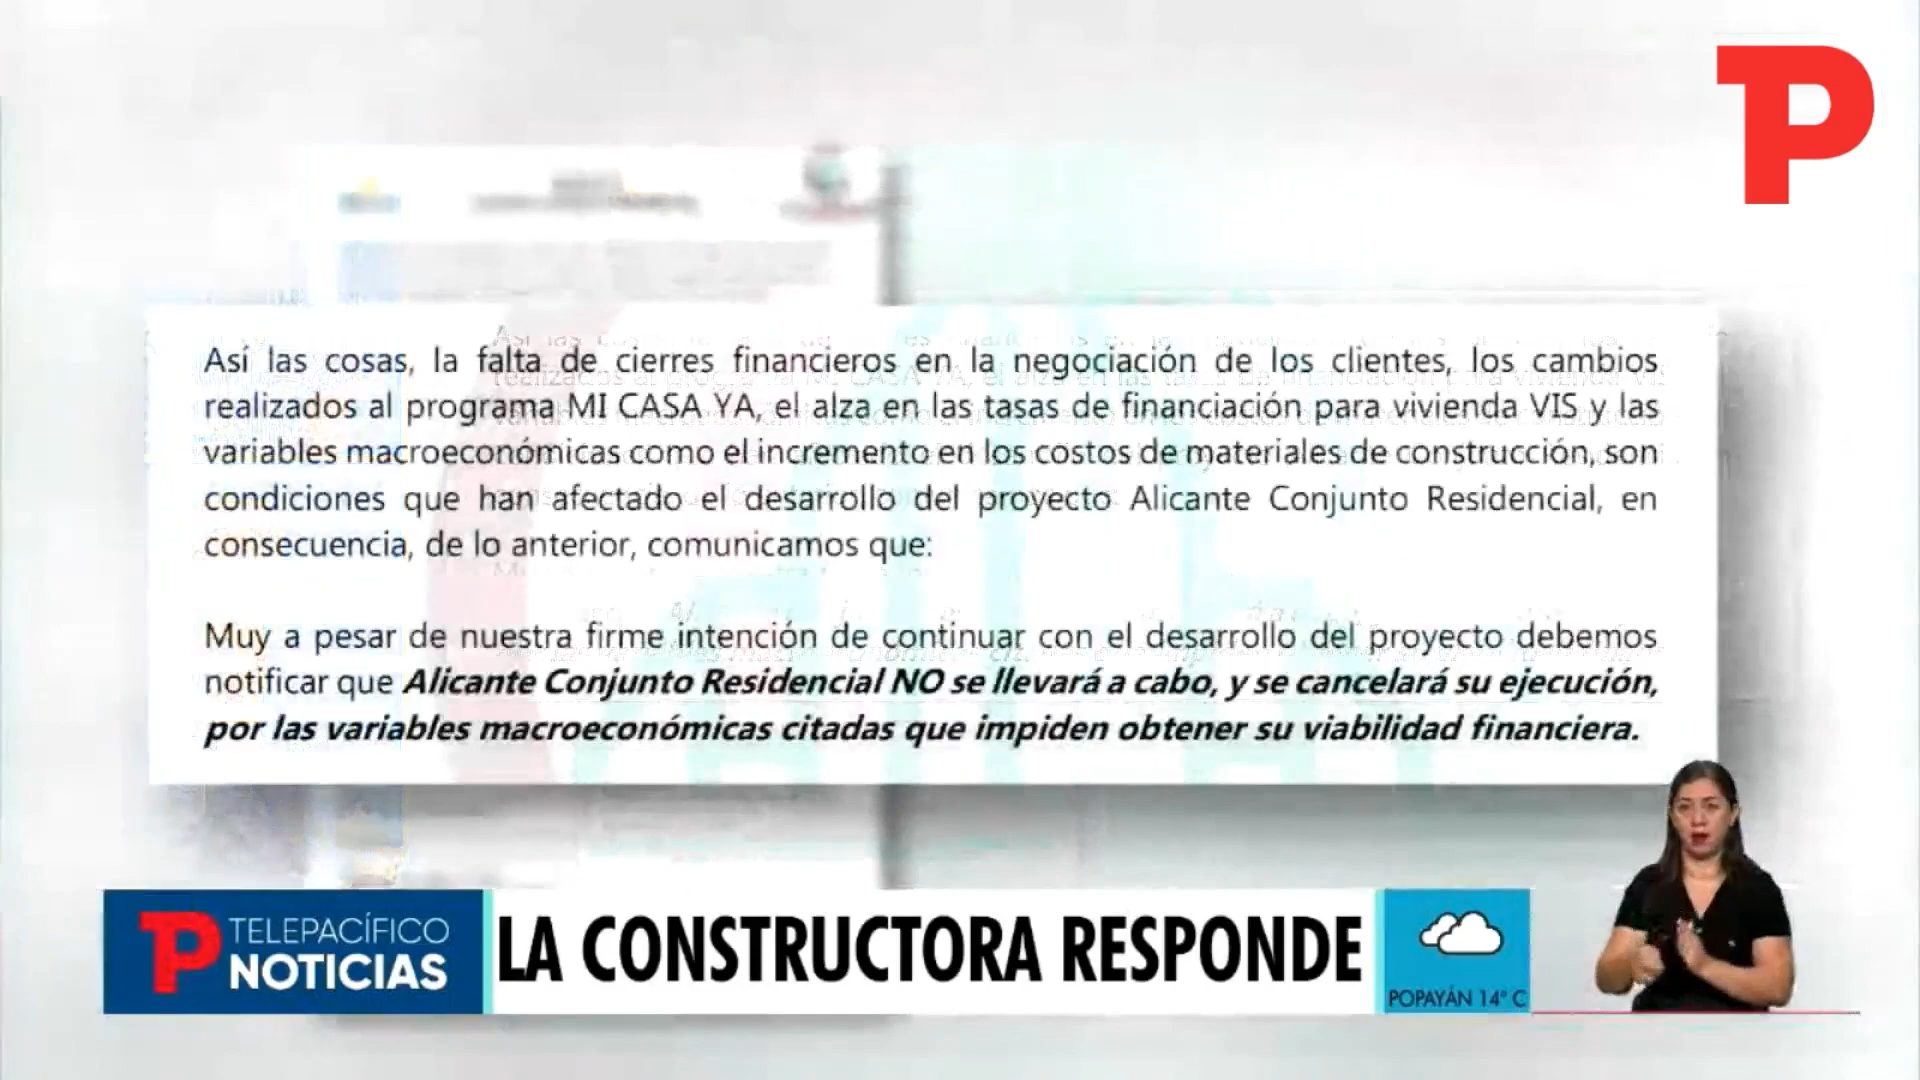 Así las cosas, la falta de cierres financieros en la negociación de los clientes, los cambios
realizados al programa MI CASA YA, el alza en las tasas de financiación para vivienda VIS y las
variables macroeconómicas como el incremento en los costos de materiales de construcción, son
condiciones que han afectado el desarrollo del proyecto Alicante Conjunto Residencial, en
consecuencia, de lo anterior, comunicamos que:
Muy a pesar de nuestra firme intención de continuar con el desarrollo del proyecto debemos
notificar que Alicante Conjunto Residencial NO se llevará a cabo, y se cancelará su ejecución,
por las variables macroeconómicas citadas que impiden obtener su viabilidad financiera.
TELEPACÍFICO
NOTICIAS
LA CONSTRUCTORA RESPONDE
POPAYÁN 14° C